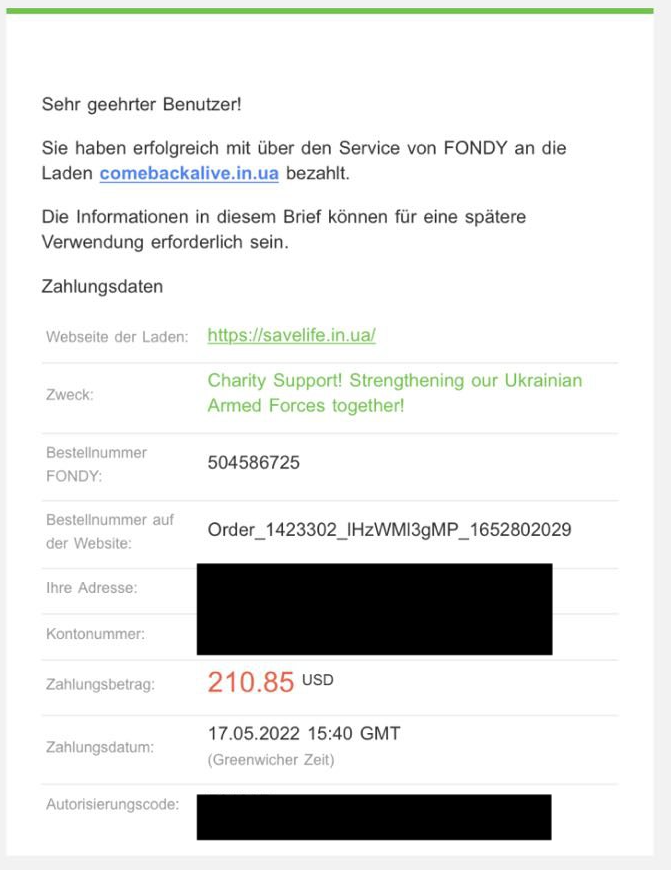 Sehr geehrter Benutzer!
Sie haben erfolgreich mit über den Service von FONDY an die
Laden comebackalive.in.ua bezahlt.
Die Informationen in diesem Brief können für eine spätere
Verwendung erforderlich sein.
Zahlungsdaten
Webseite der Laden: https://savelife.in.ua/
Zweck: Charity Support! Strengthening our Ukrainian
Armed Forces together!
Bestellnummer
FONDY: 504586725
Bestellnummer auf
der Website: Order_1423302_lHzWMl3gMP_1652802029
Ihre Adresse:
Kontonummer:
Zahlungsbetrag: 210.85 USD
Zahlungsdatum: 17.05.2022 15:40 GMT
(Greenwicher Zeit)
Autorisierungscode: